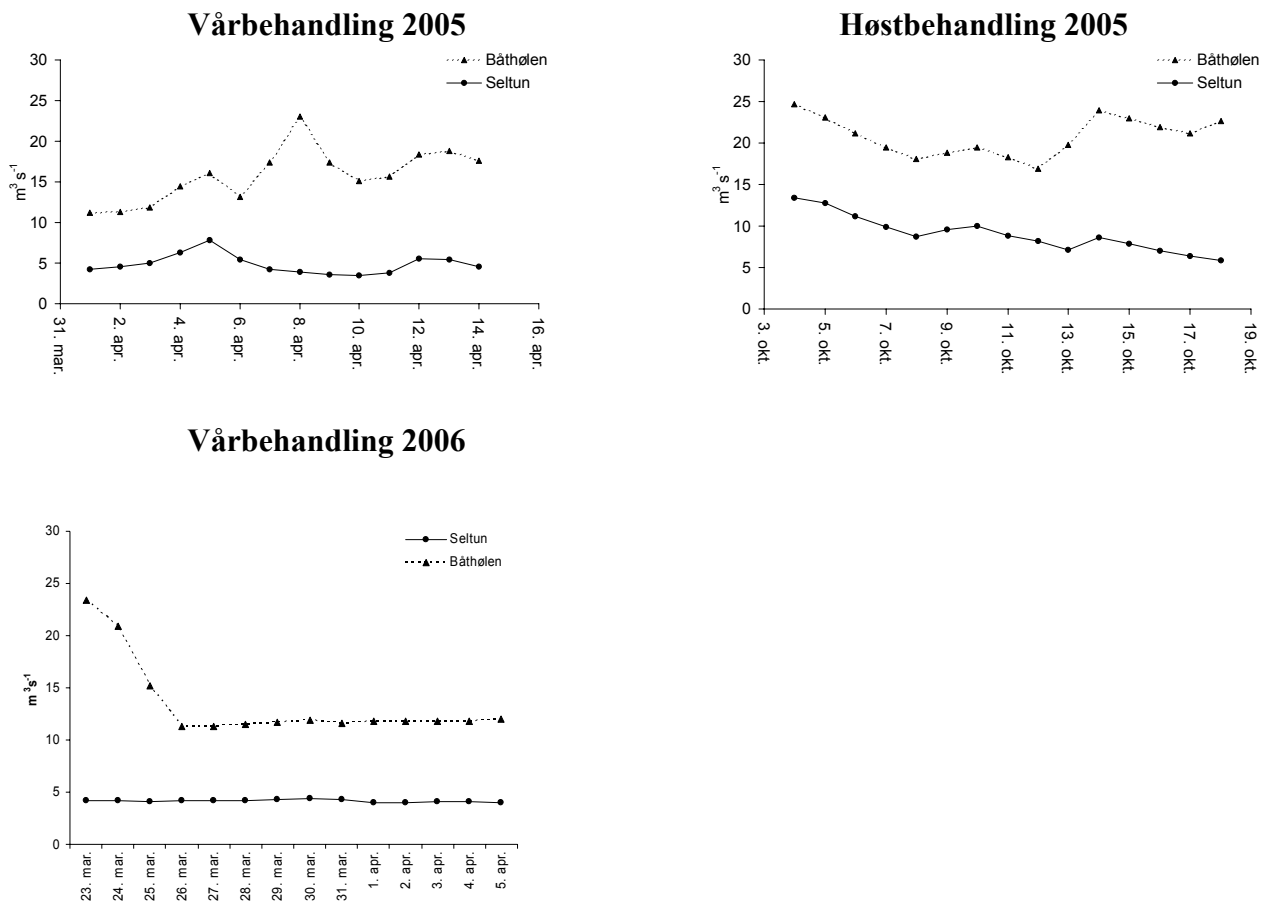 Vårbehandling 2005
30
25
20
15
10
5
0
m³ s⁻¹
Båthølen
Seltun
31. mar.
2. apr.
4. apr.
6. apr.
8. apr.
10. apr.
12. apr.
14. apr.
16. apr.
Høstbehandling 2005
30
25
20
15
10
5
0
m³ s⁻¹
Båthølen
Seltun
3. okt.
5. okt.
7. okt.
9. okt.
11. okt.
13. okt.
15. okt.
17. okt.
19. okt.
Vårbehandling 2006
30
25
20
15
10
5
0
m³s⁻¹
Seltun
Båthølen
23. mar.
24. mar.
25. mar.
26. mar.
27. mar.
28. mar.
29. mar.
30. mar.
31. mar.
1. apr.
2. apr.
3. apr.
4. apr.
5. apr.